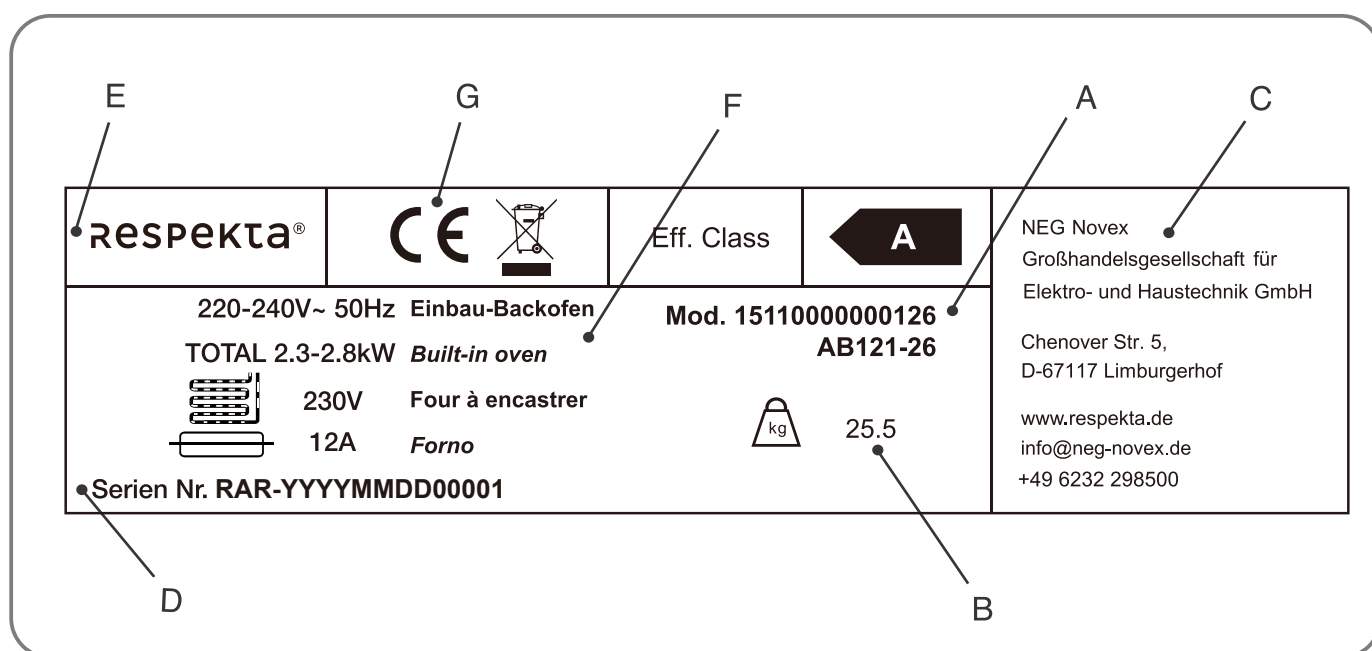 E
G
F
A
C
Respekta®
CE
Eff. Class
A
220-240V~ 50Hz Einbau-Backofen
TOTAL 2.3-2.8kW Built-in oven
230V Four à encastrer
12A Forno
Serien Nr. RAR-YYYYMMDD00001
Mod. 15110000000126
AB121-26
kg 25.5
NEG Novex
Großhandelsgesellschaft für
Elektro- und Haustechnik GmbH
Chenover Str. 5,
D-67117 Limburgerhof
www.respekta.de
info@neg-novex.de
+49 6232 298500
D
B